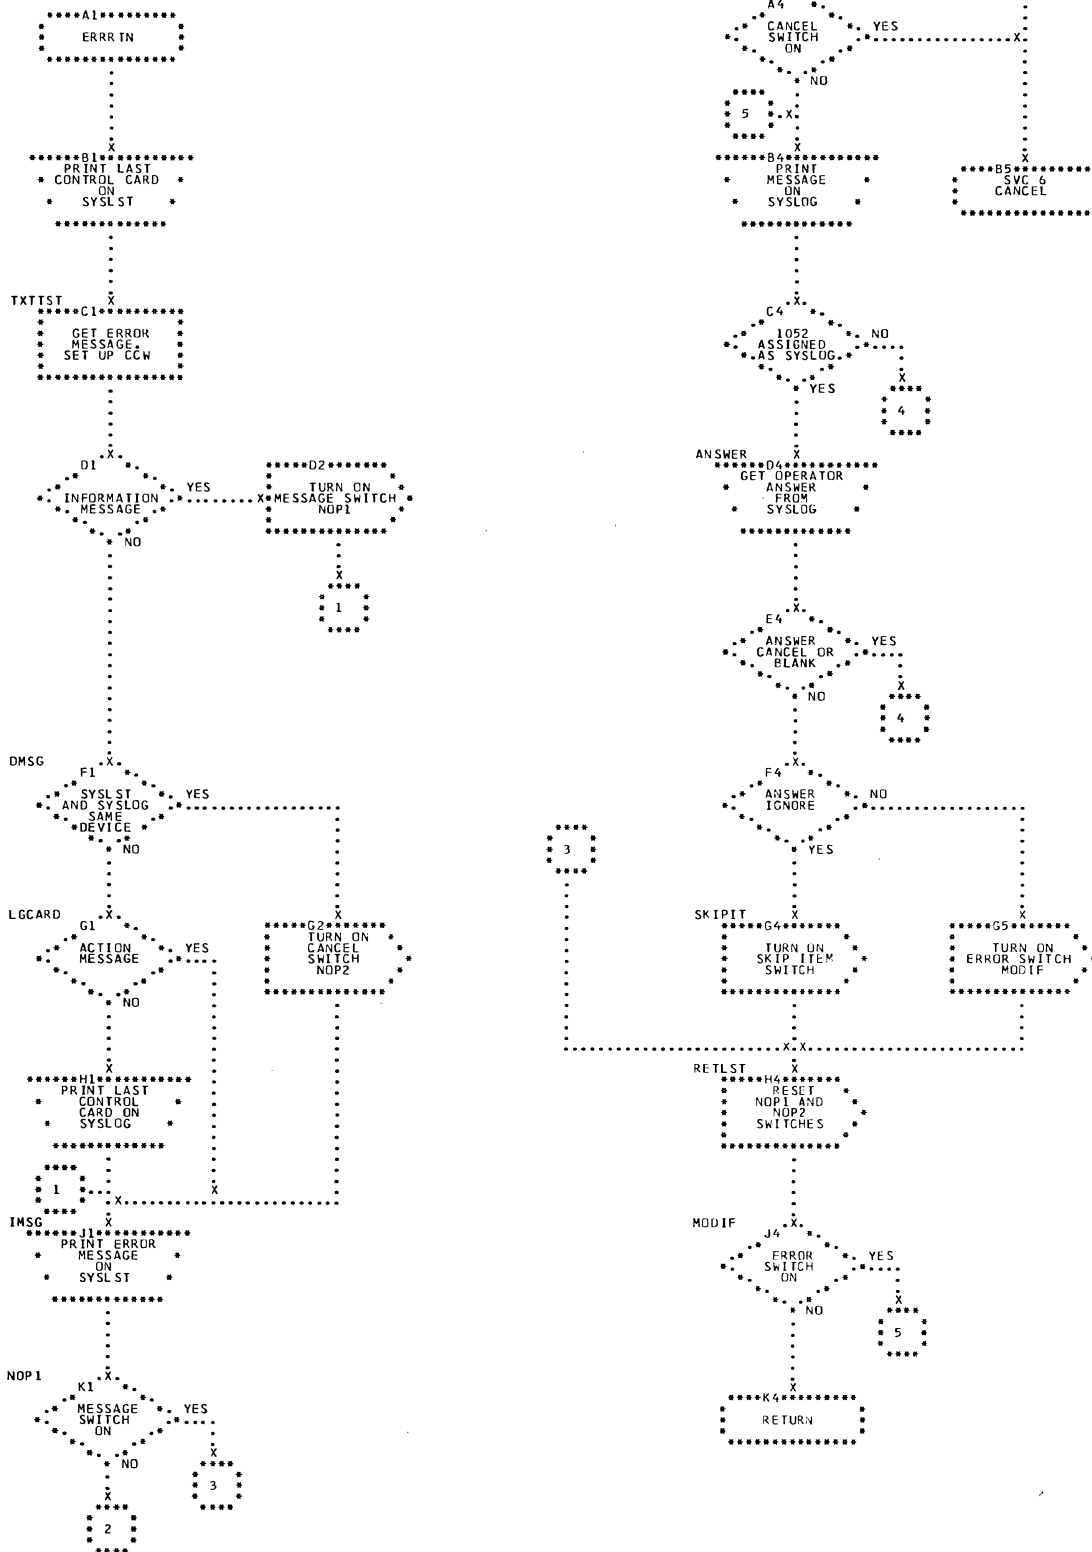 A1
ERRRTN
B1
PRINT LAST
CONTROL CARD
ON
SYSLST
TXTTST
C1
GET ERROR
MESSAGE.
SET UP CCW
D1
INFORMATION
MESSAGE
YES
NO
D2
TURN ON
MESSAGE SWITCH
NOP1
1
DMSG
F1
SYSLST
AND SYSLOG
SAME
DEVICE
YES
NO
LGCARD
G1
ACTION
MESSAGE
YES
NO
G2
TURN ON
CANCEL
SWITCH
NOP2
H1
PRINT LAST
CONTROL
CARD ON
SYSLOG
1
IMSG
J1
PRINT ERROR
MESSAGE
ON
SYSLST
NOP1
K1
MESSAGE
SWITCH
ON
YES
NO
3
2
A4
CANCEL
SWITCH
ON
YES
NO
5
B4
PRINT
MESSAGE
ON
SYSLOG
B5
SVC 6
CANCEL
C4
1052
ASSIGNED
AS SYSLOG
NO
YES
4
ANSWER
D4
GET OPERATOR
ANSWER
FROM
SYSLOG
E4
ANSWER
CANCEL OR
BLANK
YES
NO
4
F4
ANSWER
IGNORE
NO
YES
3
SKIPIT
G4
TURN ON
SKIP ITEM
SWITCH
G5
TURN ON
ERROR SWITCH
MODIF
RETLST
H4
RESET
NOP1 AND
NOP2
SWITCHES
MODIF
J4
ERROR
SWITCH
ON
YES
NO
5
K4
RETURN